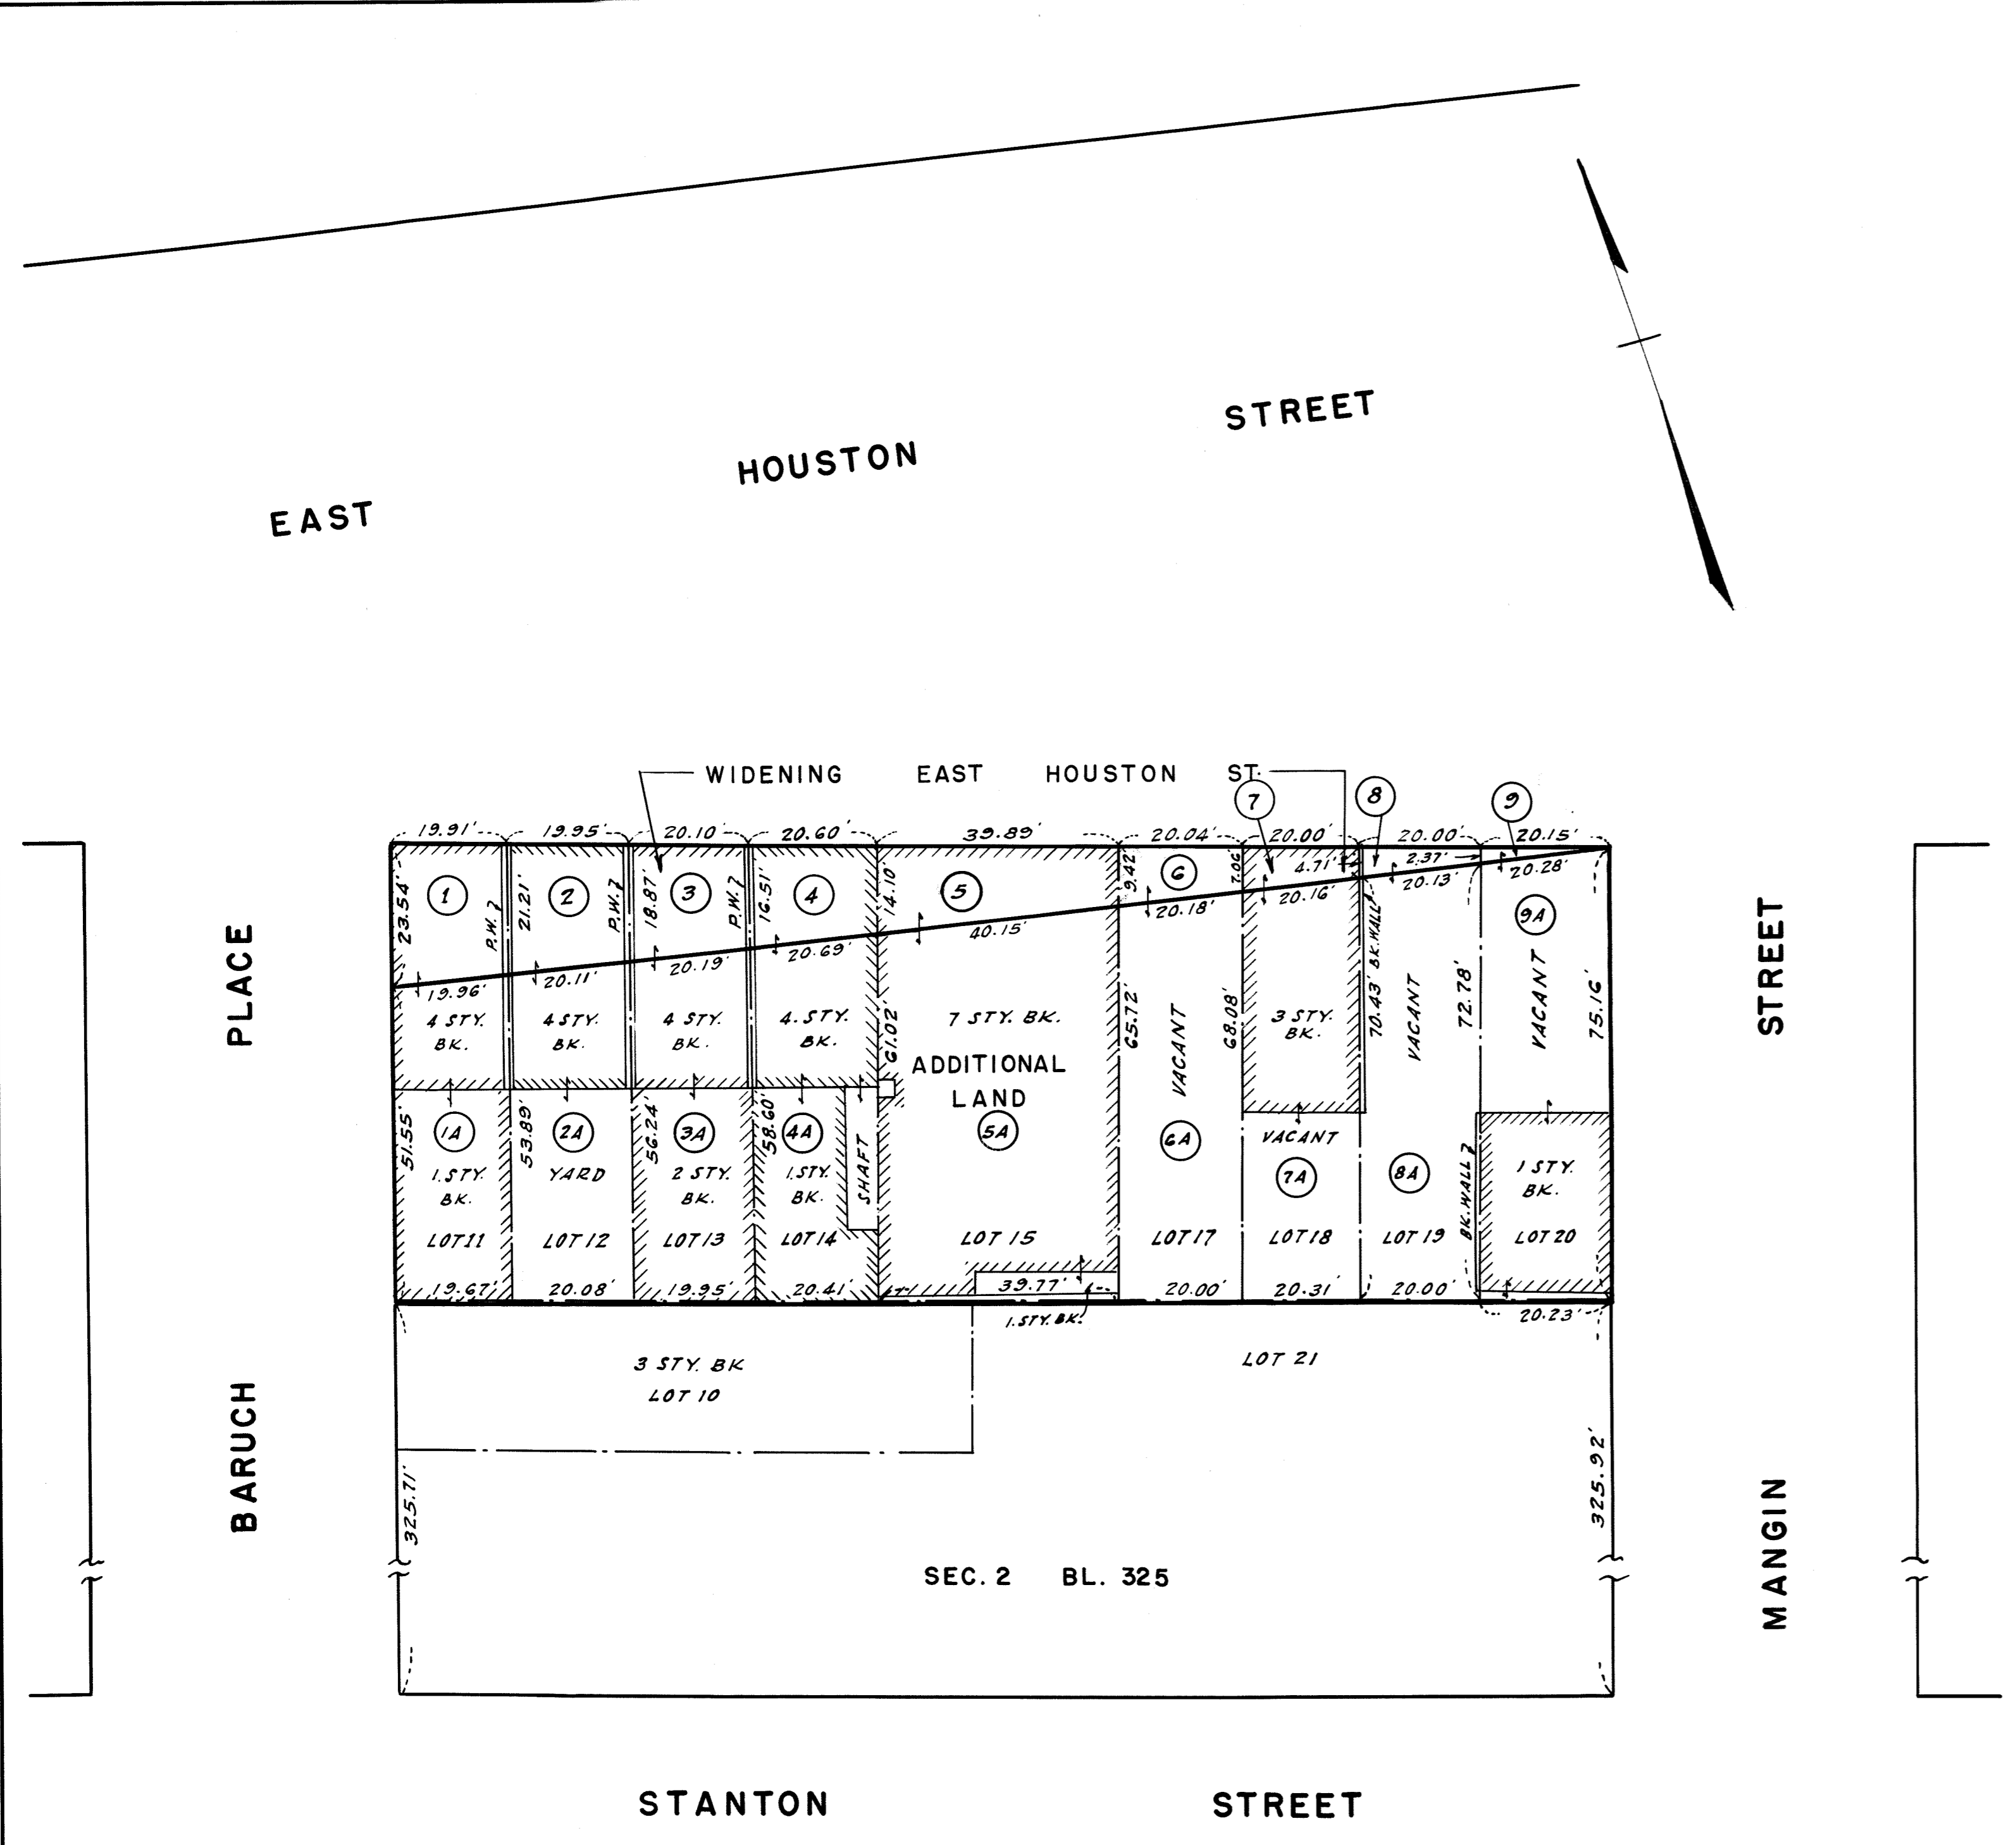 EAST HOUSTON STREET
WIDENING EAST HOUSTON ST.
7 8 9
19.91' 19.95' 20.10' 20.60' 39.89' 20.04' 20.00' 20.00' 20.15'
1 2 3 4 5 6
23.54' P.W. 21.21' P.W. 18.87' P.W. 16.51' 14.10' 9.42' 7.06' 4.71' 2.37'
19.96' 20.11' 20.19' 20.69' 40.15' 20.18' 20.16' 20.13' 20.28'
9A
4 STY. BK.
4 STY. BK.
4 STY. BK.
4. STY. BK.
61.02'
7 STY. BK.
ADDITIONAL
LAND
5A
65.72'
VACANT
68.08'
3 STY.
BK.
70.43'
BK. WALL
VACANT
72.78'
VACANT
75.16'
51.55'
1A
1. STY.
BK.
LOT 11
19.67'
53.89'
2A
YARD
LOT 12
20.08'
56.24'
3A
2 STY.
BK.
LOT 13
19.95'
58.60'
4A
1. STY.
BK.
LOT 14
20.41'
SHAFT
LOT 15
39.77'
1. STY. BK.
6A
LOT 17
20.00'
VACANT
7A
LOT 18
20.31'
8A
LOT 19
20.00'
BK. WALL
1 STY.
BK.
LOT 20
20.23'
3 STY. BK
LOT 10
LOT 21
325.71'
325.92'
SEC. 2 BL. 325
BARUCH PLACE
MANGIN STREET
STANTON STREET